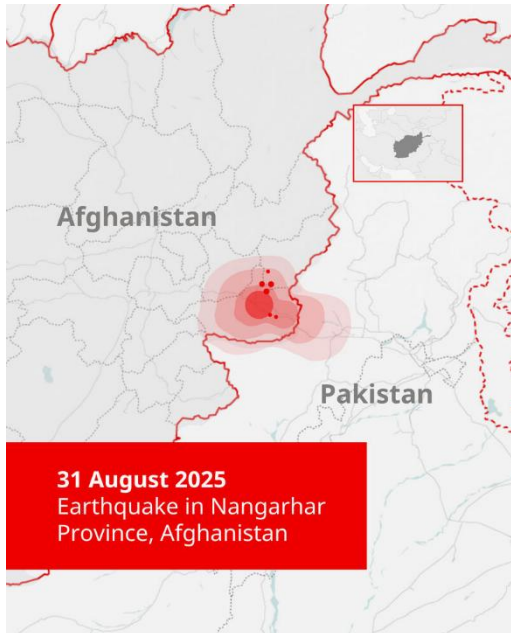 Afghanistan
Pakistan
31 August 2025
Earthquake in Nangarhar
Province, Afghanistan